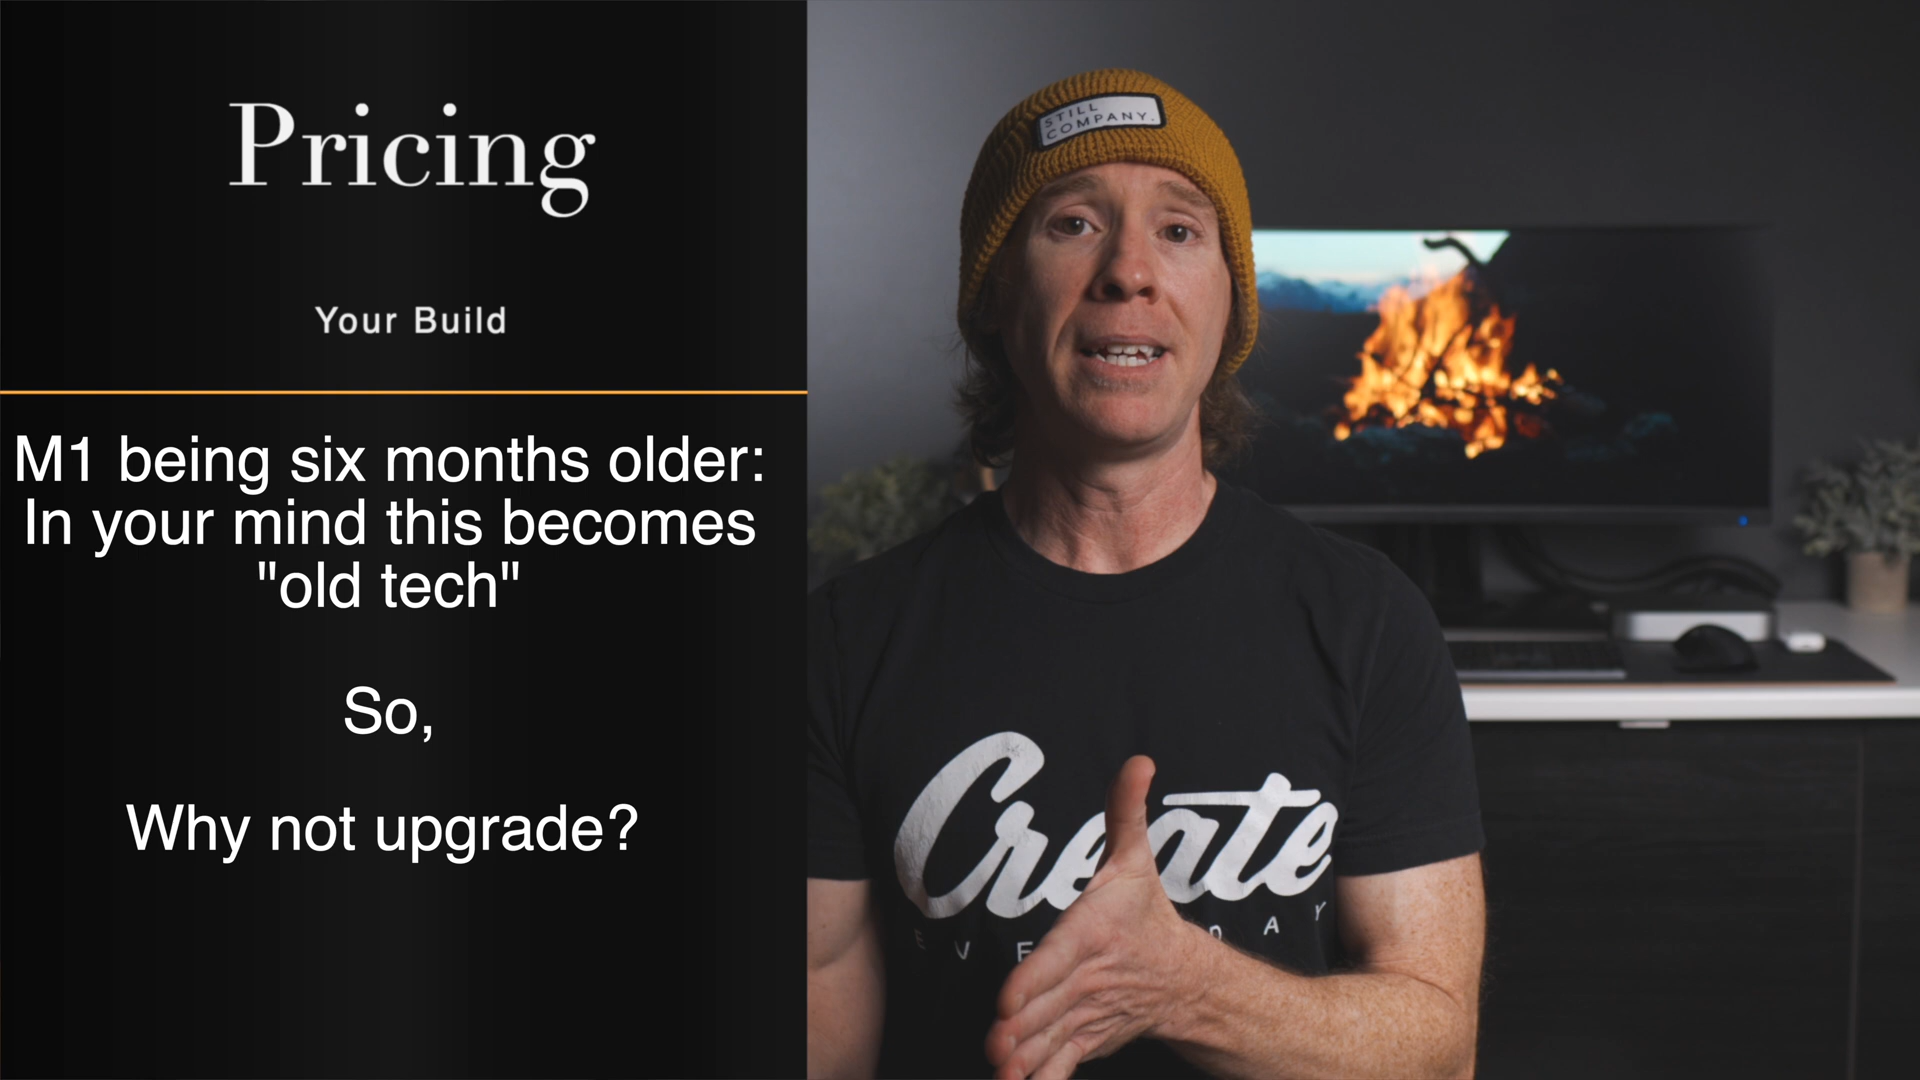 Pricing
Your Build
M1 being six months older:
In your mind this becomes
"old tech"
So,
Why not upgrade?
STILL
COMPANY.
Create